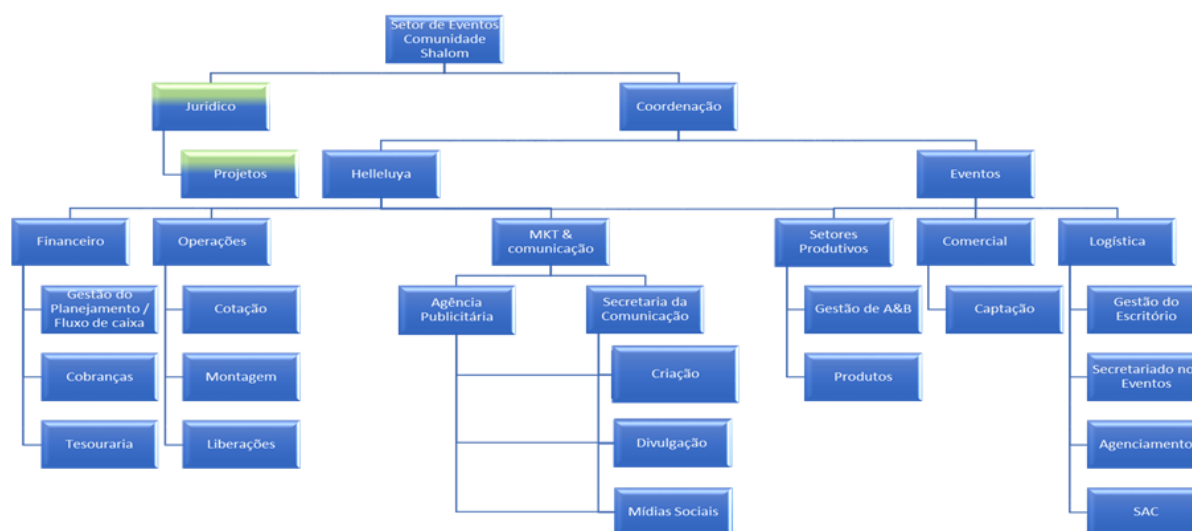 Setor de Eventos
Comunidade
Shalom
Jurídico
Coordenação
Projetos
Helleluya
Eventos
Financeiro
Operações
MKT &
comunicação
Setores
Produtivos
Comercial
Logística
Gestão do
Planejamento /
Fluxo de caixa
Cotação
Agência
Publicitária
Secretaria da
Comunicação
Gestão de A&B
Captação
Gestão do
Escritório
Cobranças
Montagem
Criação
Produtos
Secretariado nos
Eventos
Tesouraria
Liberações
Divulgação
Agenciamento
Mídias Sociais
SAC